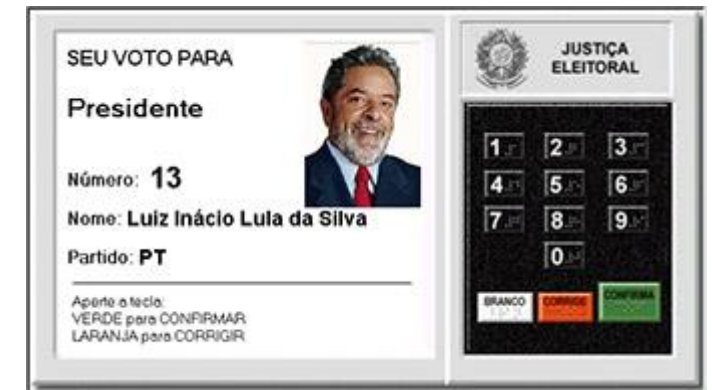 SEU VOTO PARA
Presidente
Número: 13
Nome: Luiz Inácio Lula da Silva
Partido: PT
Aperte a tecla:
VERDE para CONFIRMAR
LARANJA para CORRIGIR
JUSTIÇA
ELEITORAL
1 2 3
4 5 6
7 8 9
0
BRANCO CORRIGE CONFIRMA